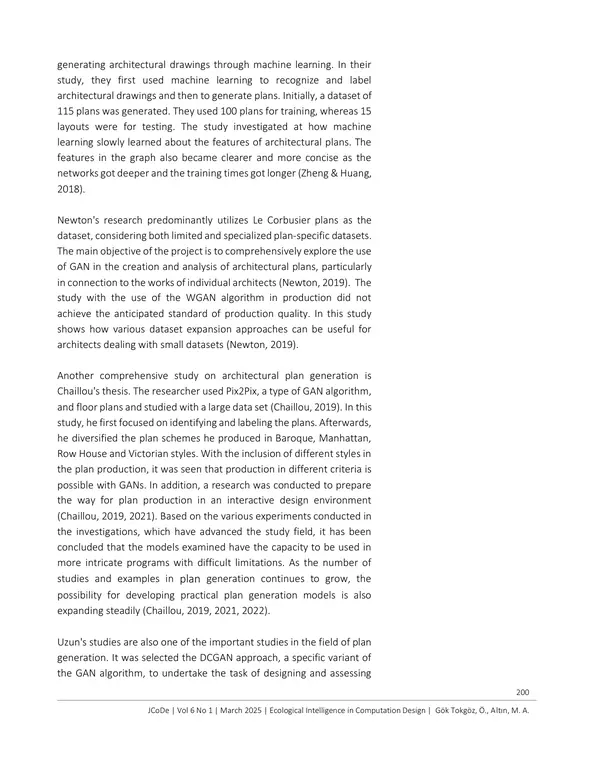 generating architectural drawings through machine learning. In their
study, they first used machine learning to recognize and label
architectural drawings and then to generate plans. Initially, a dataset of
115 plans was generated. They used 100 plans for training, whereas 15
layouts were for testing. The study investigated at how machine
learning slowly learned about the features of architectural plans. The
features in the graph also became clearer and more concise as the
networks got deeper and the training times got longer (Zheng & Huang,
2018).
Newton's research predominantly utilizes Le Corbusier plans as the
dataset, considering both limited and specialized plan-specific datasets.
The main objective of the project is to comprehensively explore the use
of GAN in the creation and analysis of architectural plans, particularly
in connection to the works of individual architects (Newton, 2019). The
study with the use of the WGAN algorithm in production did not
achieve the anticipated standard of production quality. In this study
shows how various dataset expansion approaches can be useful for
architects dealing with small datasets (Newton, 2019).
Another comprehensive study on architectural plan generation is
Chaillou's thesis. The researcher used Pix2Pix, a type of GAN algorithm,
and floor plans and studied with a large data set (Chaillou, 2019). In this
study, he first focused on identifying and labeling the plans. Afterwards,
he diversified the plan schemes he produced in Baroque, Manhattan,
Row House and Victorian styles. With the inclusion of different styles in
the plan production, it was seen that production in different criteria is
possible with GANs. In addition, a research was conducted to prepare
the way for plan production in an interactive design environment
(Chaillou, 2019, 2021). Based on the various experiments conducted in
the investigations, which have advanced the study field, it has been
concluded that the models examined have the capacity to be used in
more intricate programs with difficult limitations. As the number of
studies and examples in plan generation continues to grow, the
possibility for developing practical plan generation models is also
expanding steadily (Chaillou, 2019, 2021, 2022).
Uzun's studies are also one of the important studies in the field of plan
generation. It was selected the DCGAN approach, a specific variant of
the GAN algorithm, to undertake the task of designing and assessing
200
JCoDe | Vol 6 No 1 | March 2025 | Ecological Intelligence in Computation Design | Gök Tokgöz, Ö., Altın, M. A.